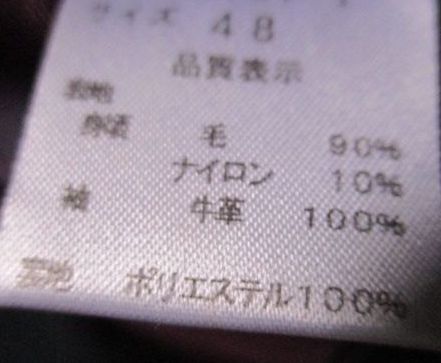 サイズ 48
品質表示
表地
身頃 毛 90%
ナイロン 10%
袖 牛革 100%
裏地 ポリエステル100%